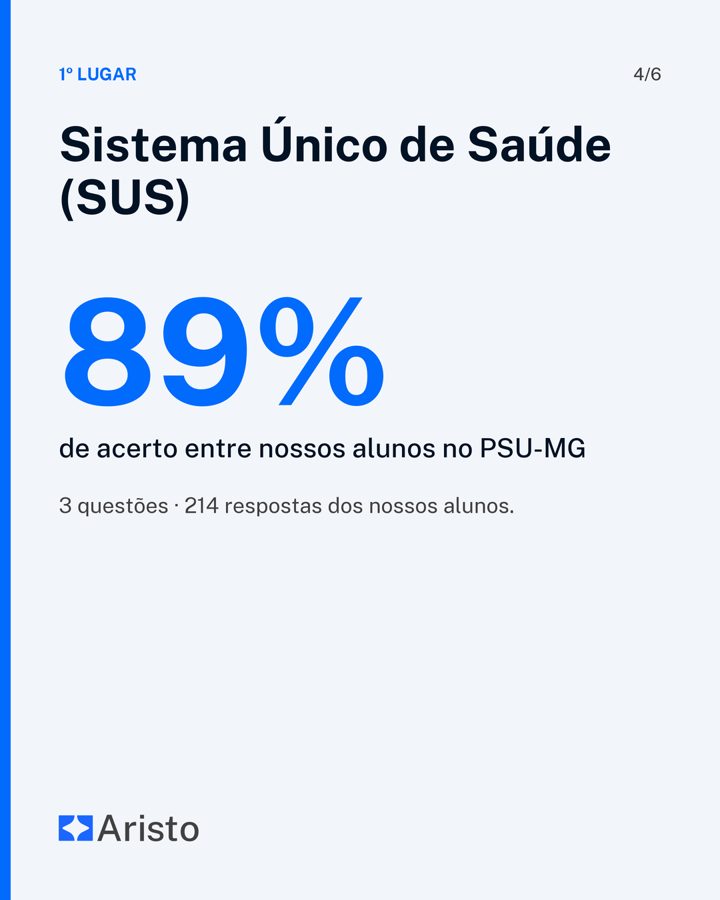 1º LUGAR
4/6
Sistema Único de Saúde
(SUS)
89%
de acerto entre nossos alunos no PSU-MG
3 questões · 214 respostas dos nossos alunos.
Aristo